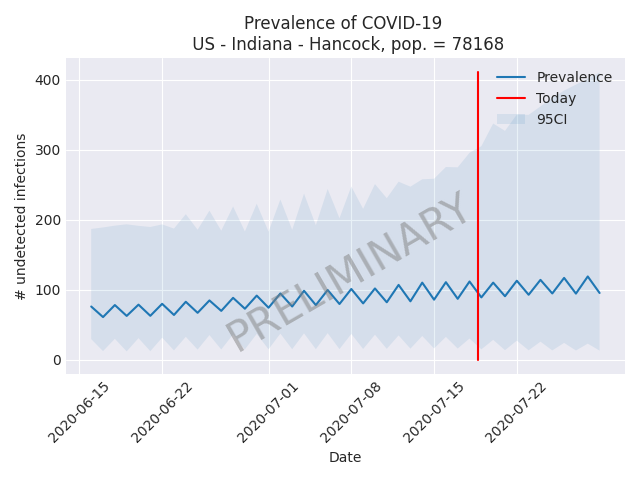 Prevalence of COVID-19
US - Indiana - Hancock, pop. = 78168
400
300
200
100
0
# undetected infections
Prevalence
Today
95CI
PRELIMINARY
2020-06-15
2020-06-22
2020-07-01
2020-07-08
2020-07-15
2020-07-22
Date